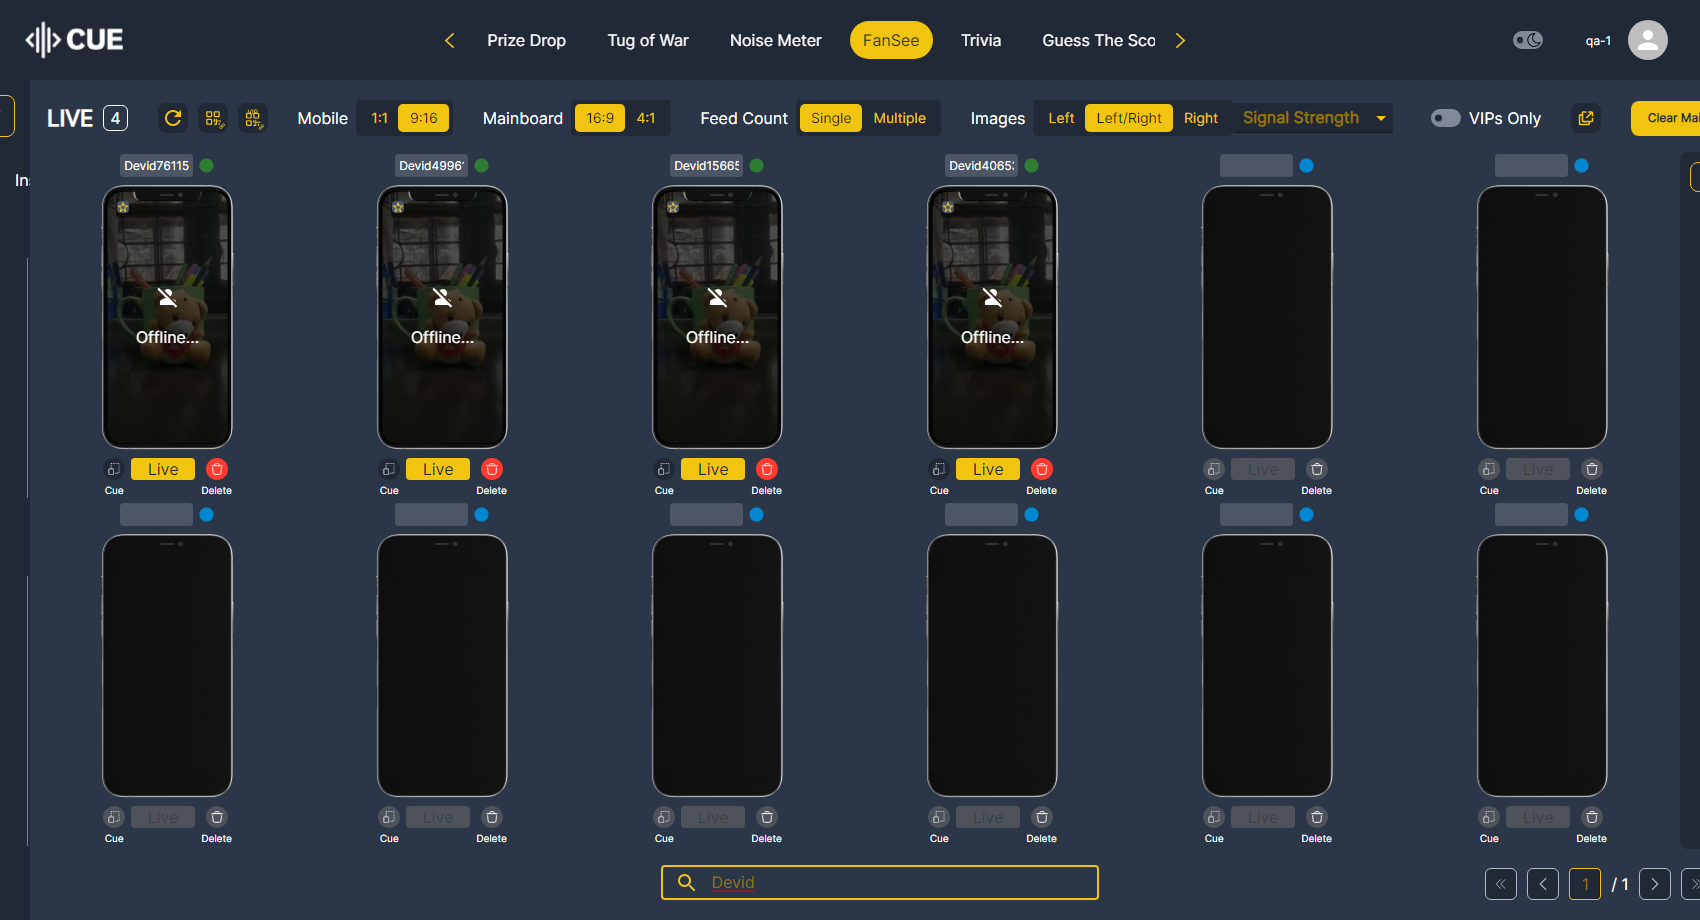 CUE
Prize Drop Tug of War Noise Meter FanSee Trivia Guess The Sco
qa-1
LIVE 4 Mobile 1:1 9:16 Mainboard 16:9 4:1 Feed Count Single Multiple Images Left Left/Right Right Signal Strength VIPs Only Clear Mai
Ins
Devid76115 Devid4996 Devid1566 Devid4065
Offline... Offline... Offline... Offline...
Live Live Live Live Live Live
Cue Delete Cue Delete Cue Delete Cue Delete Cue Delete Cue Delete
Live Live Live Live Live Live
Cue Delete Cue Delete Cue Delete Cue Delete Cue Delete Cue Delete
Devid
1 / 1